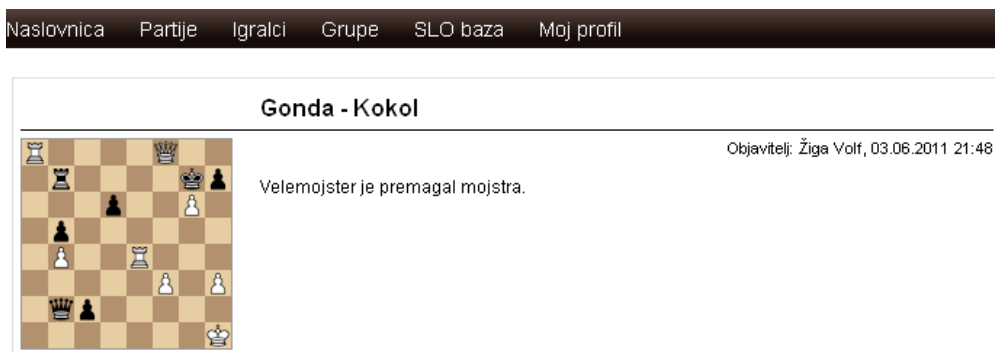 Naslovnica Partije Igralci Grupe SLO baza Moj profil
Gonda - Kokol
Objavitelj: Žiga Volf, 03.06.2011 21:48
Velemojster je premagal mojstra.